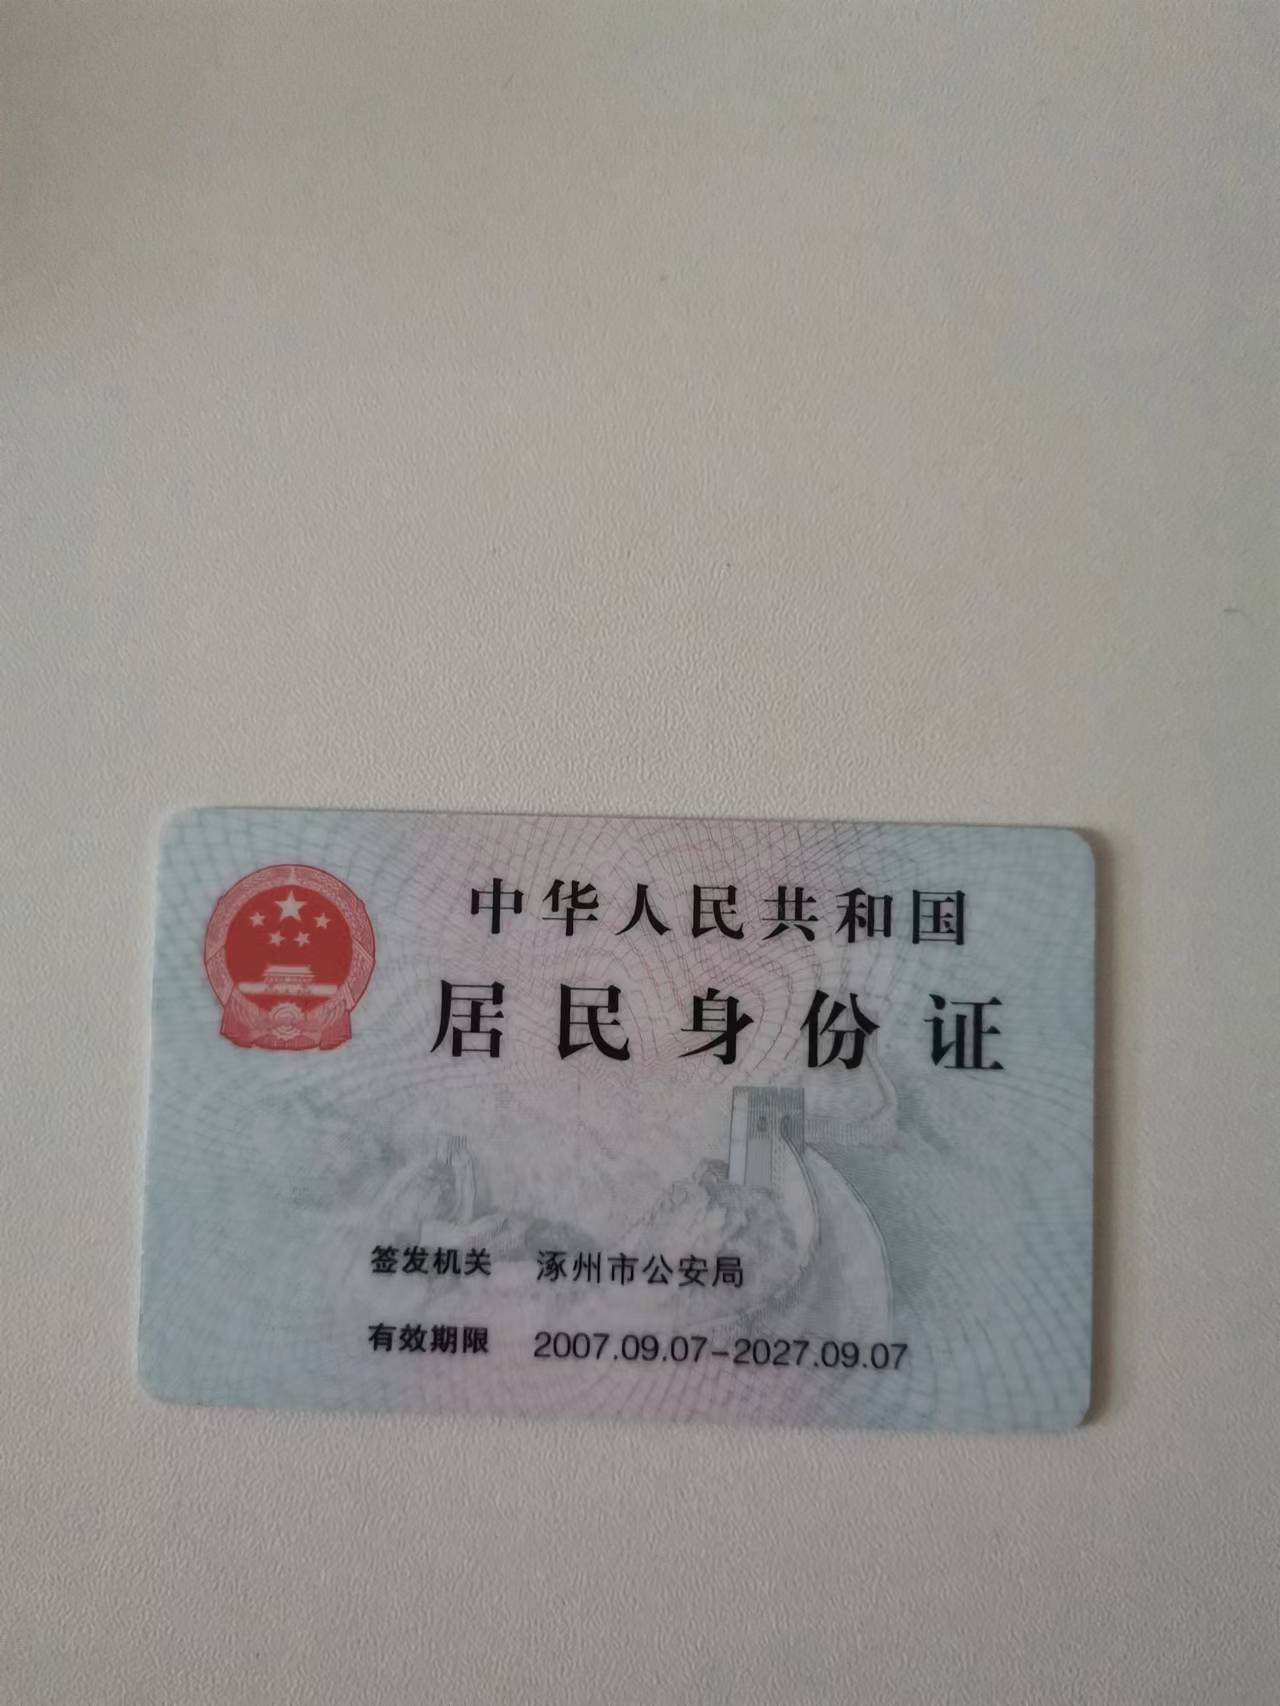 中华人民共和国
居民身份证
签发机关 涿州市公安局
有效期限 2007.09.07-2027.09.07